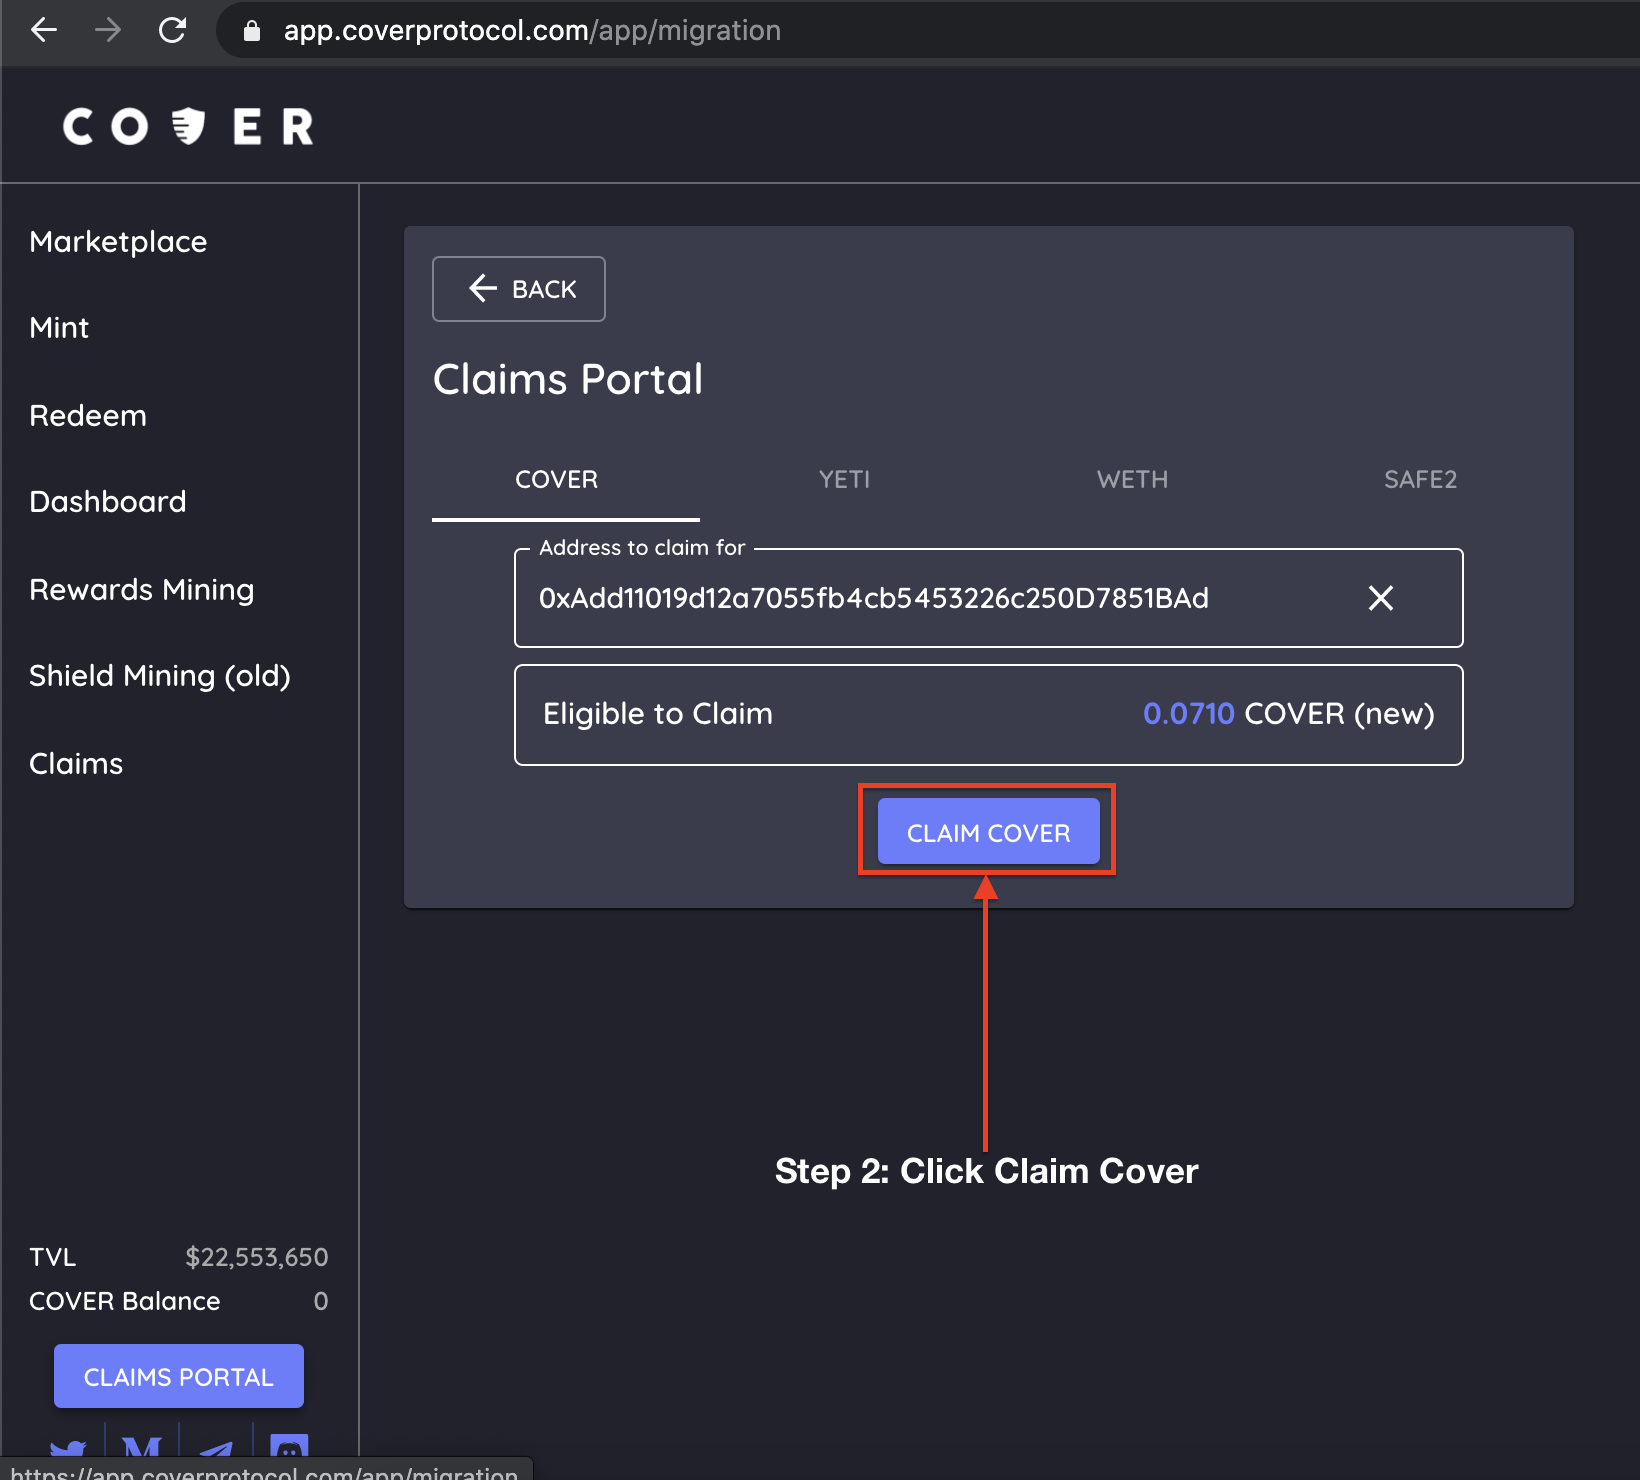 app.coverprotocol.com/app/migration
COVER
Marketplace
Mint
Redeem
Dashboard
Rewards Mining
Shield Mining (old)
Claims
BACK
Claims Portal
COVER YETI WETH SAFE2
Address to claim for
0xAdd11019d12a7055fb4cb5453226c250D7851BAd
Eligible to Claim 0.0710 COVER (new)
CLAIM COVER
Step 2: Click Claim Cover
TVL $22,553,650
COVER Balance 0
CLAIMS PORTAL
https://app.coverprotocol.com/app/migration